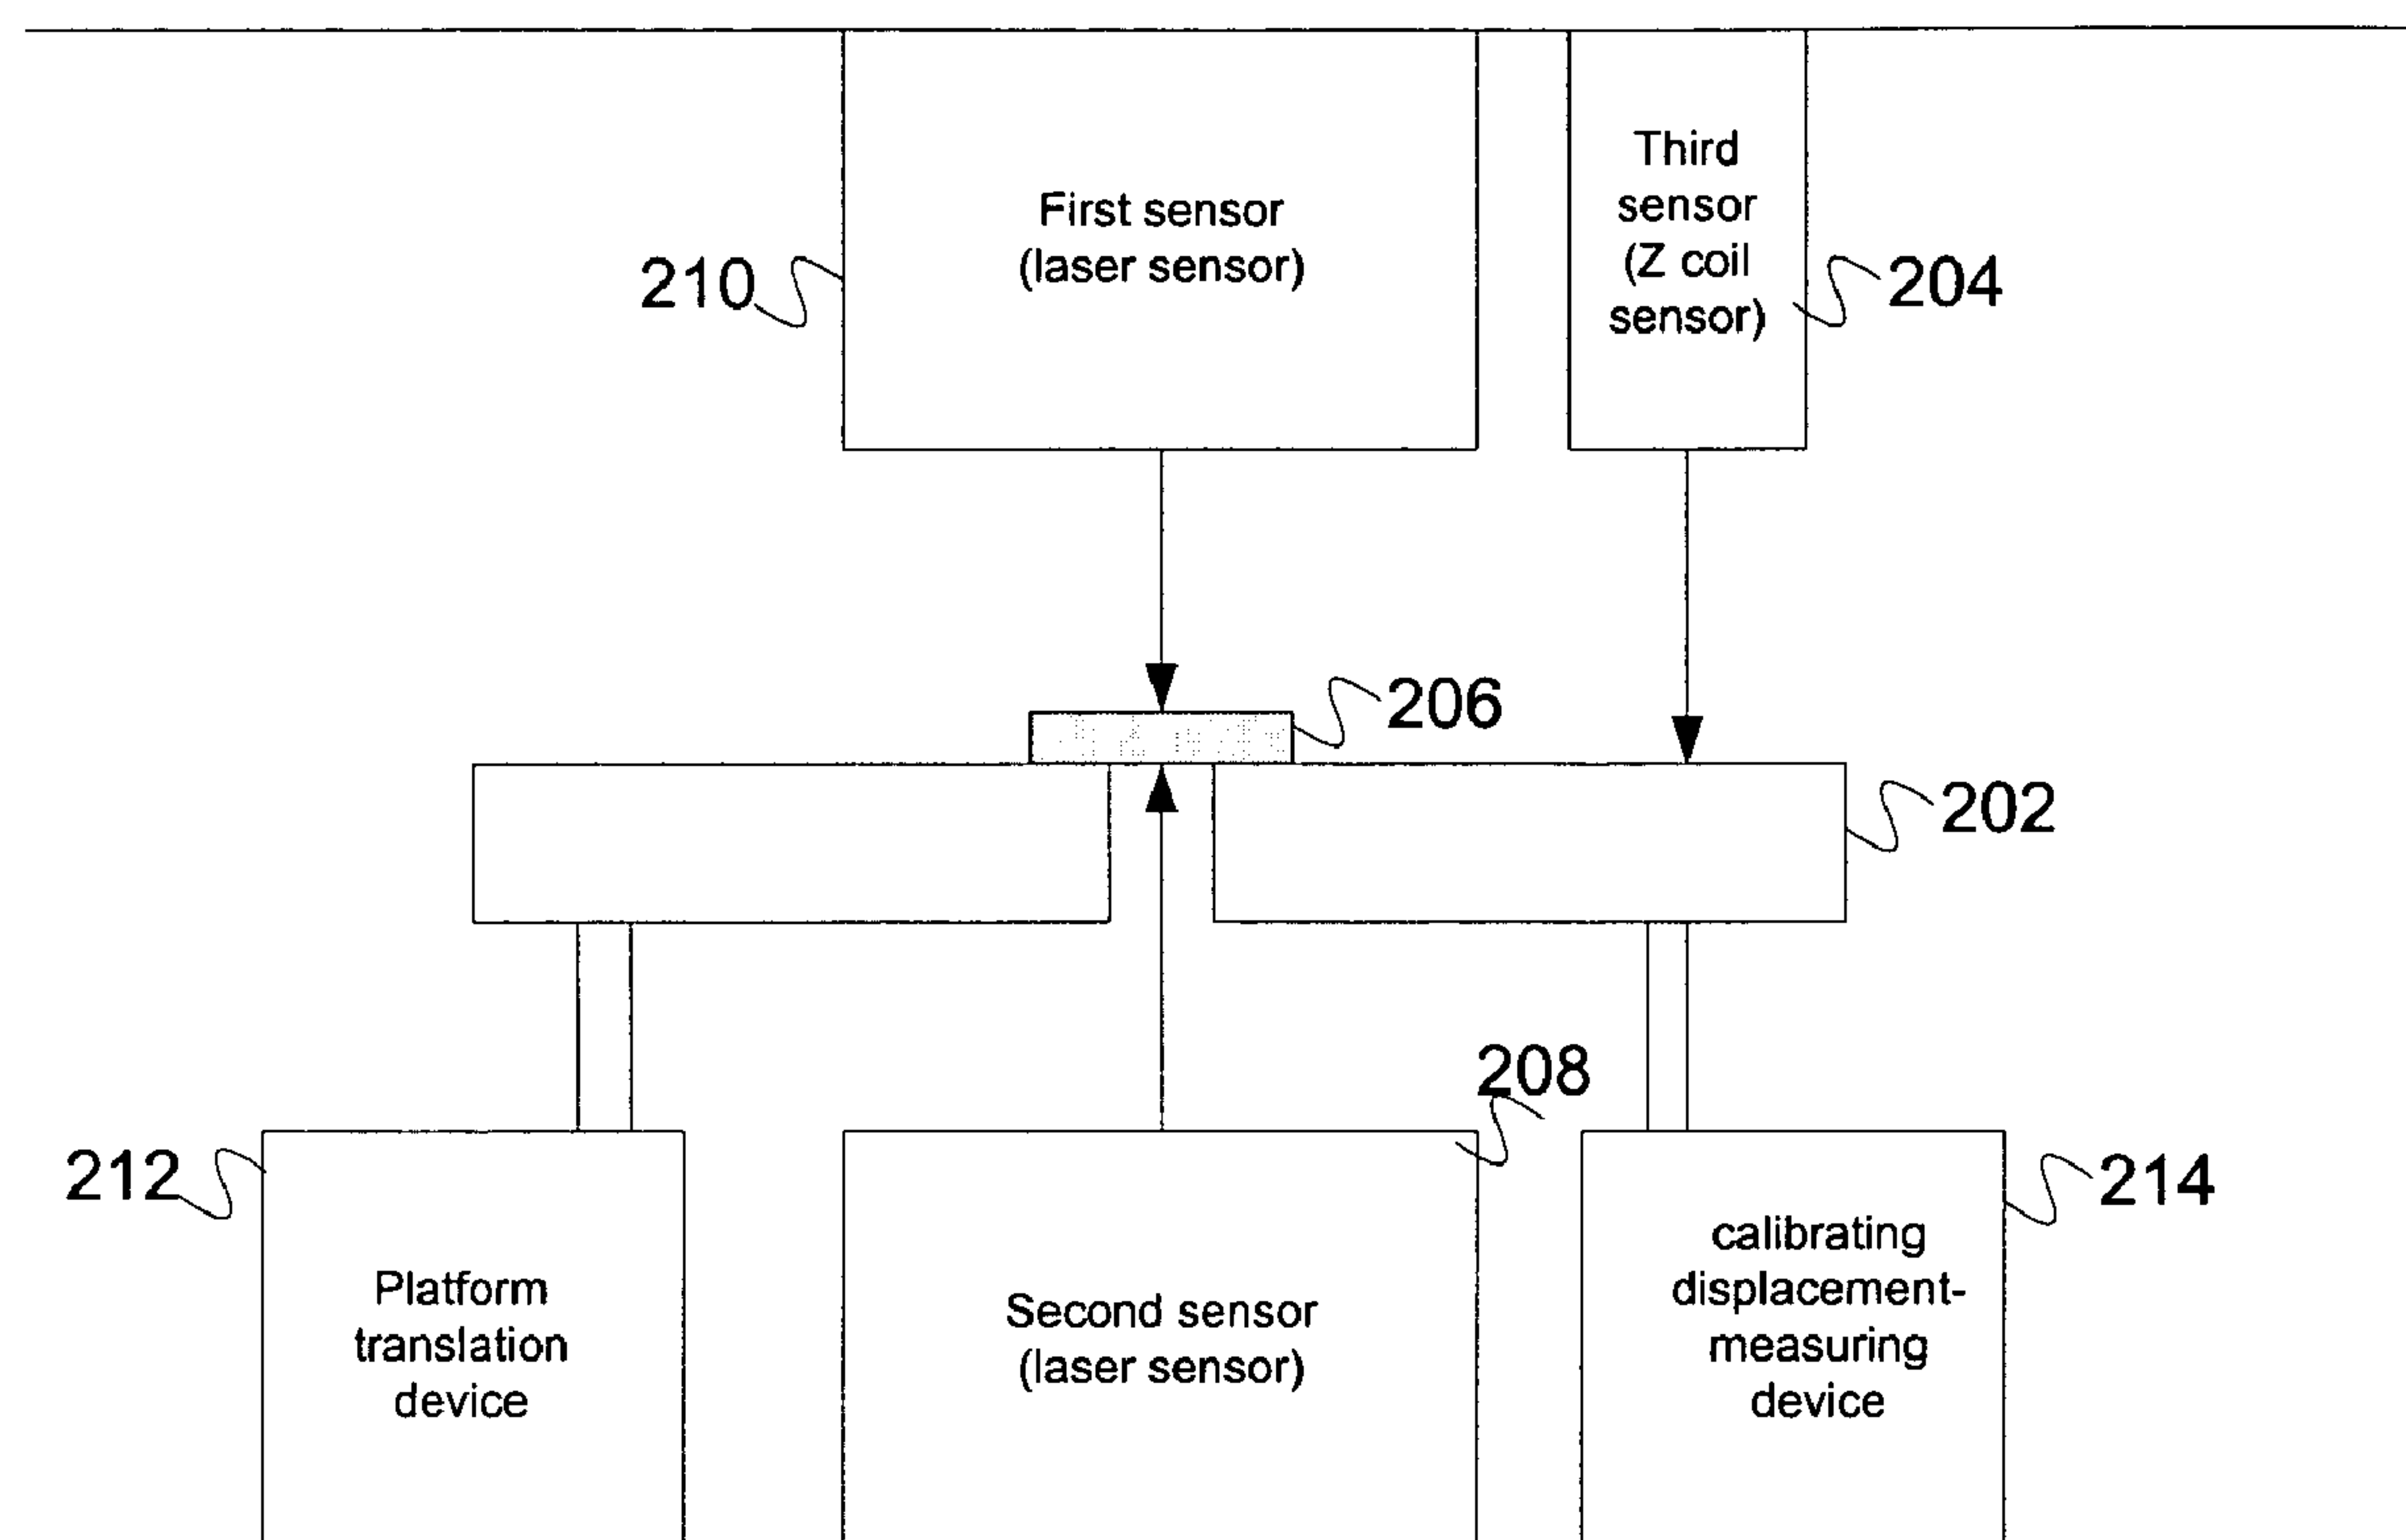 First sensor
(laser sensor)
210
Third
sensor
(Z coil
sensor)
204
206
202
208
212
Platform
translation
device
Second sensor
(laser sensor)
calibrating
displacement-
measuring
device
214